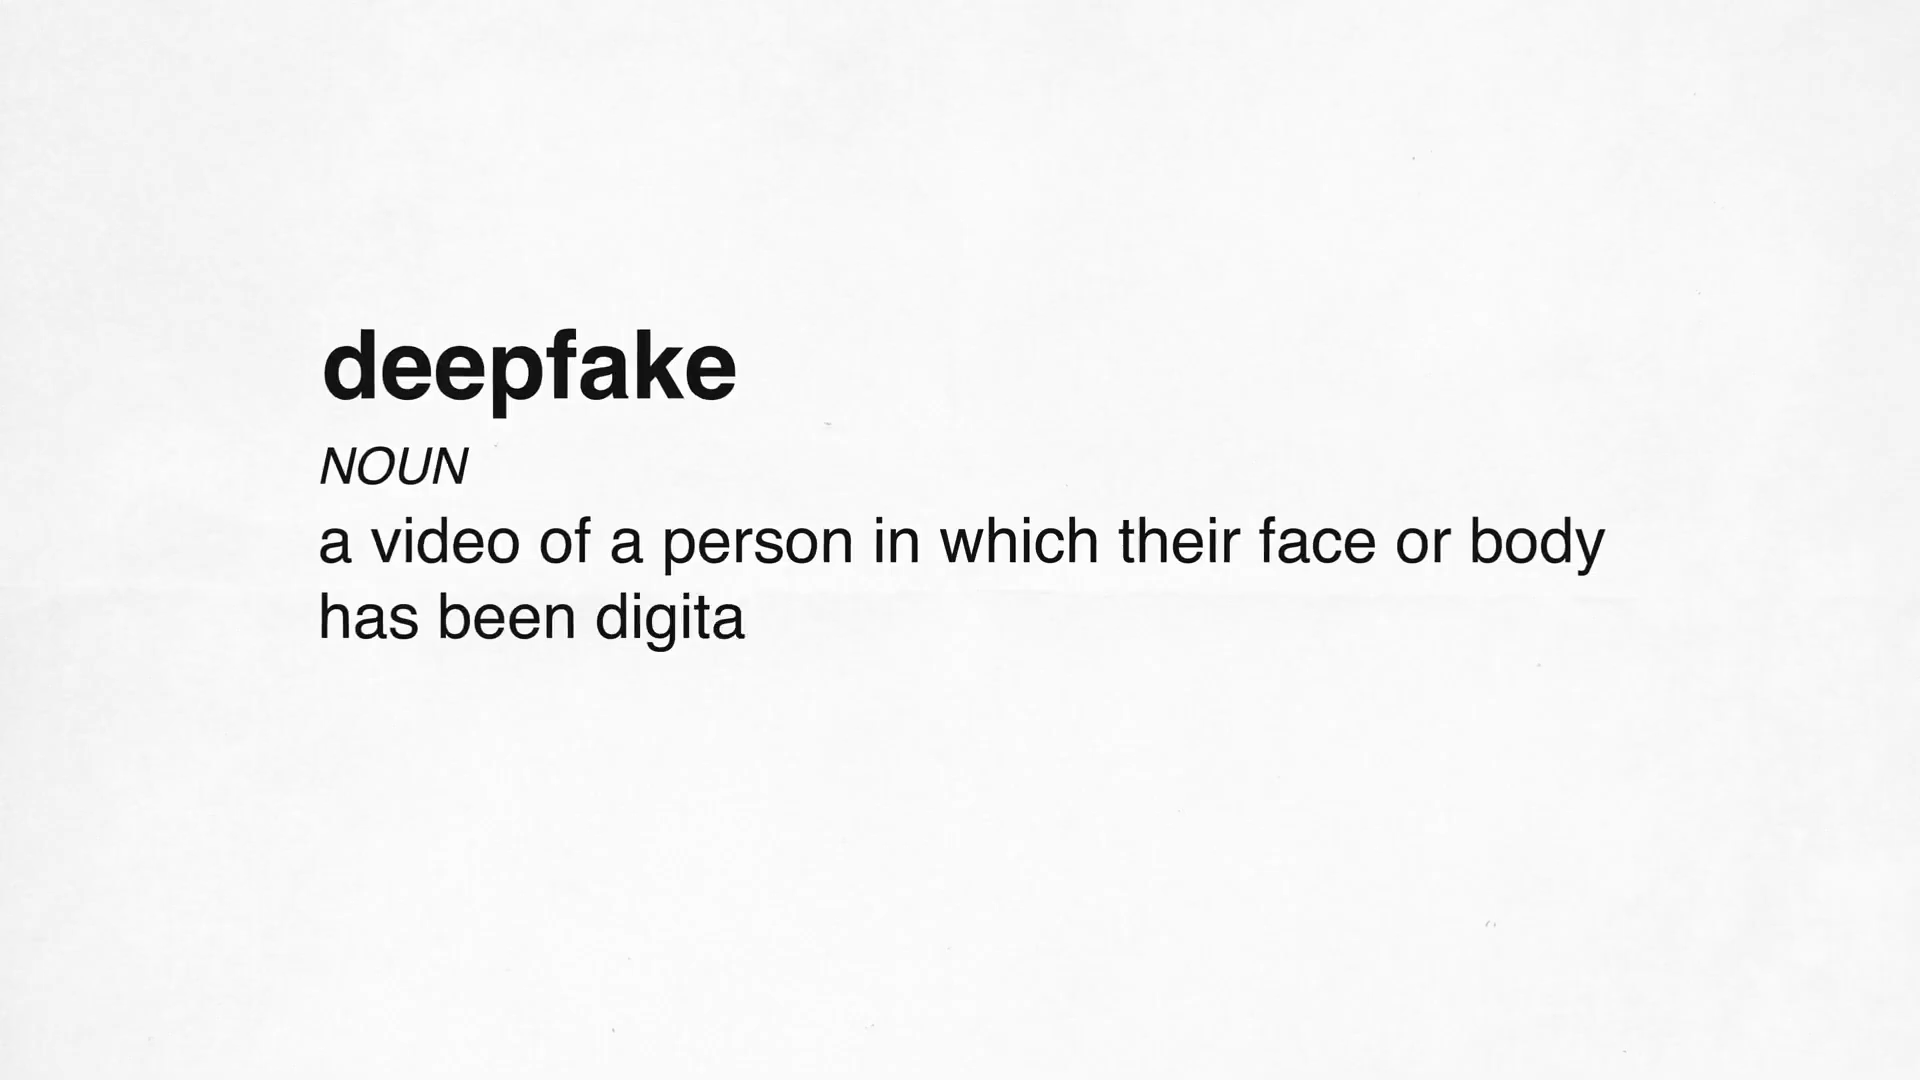 deepfake
NOUN
a video of a person in which their face or body
has been digita